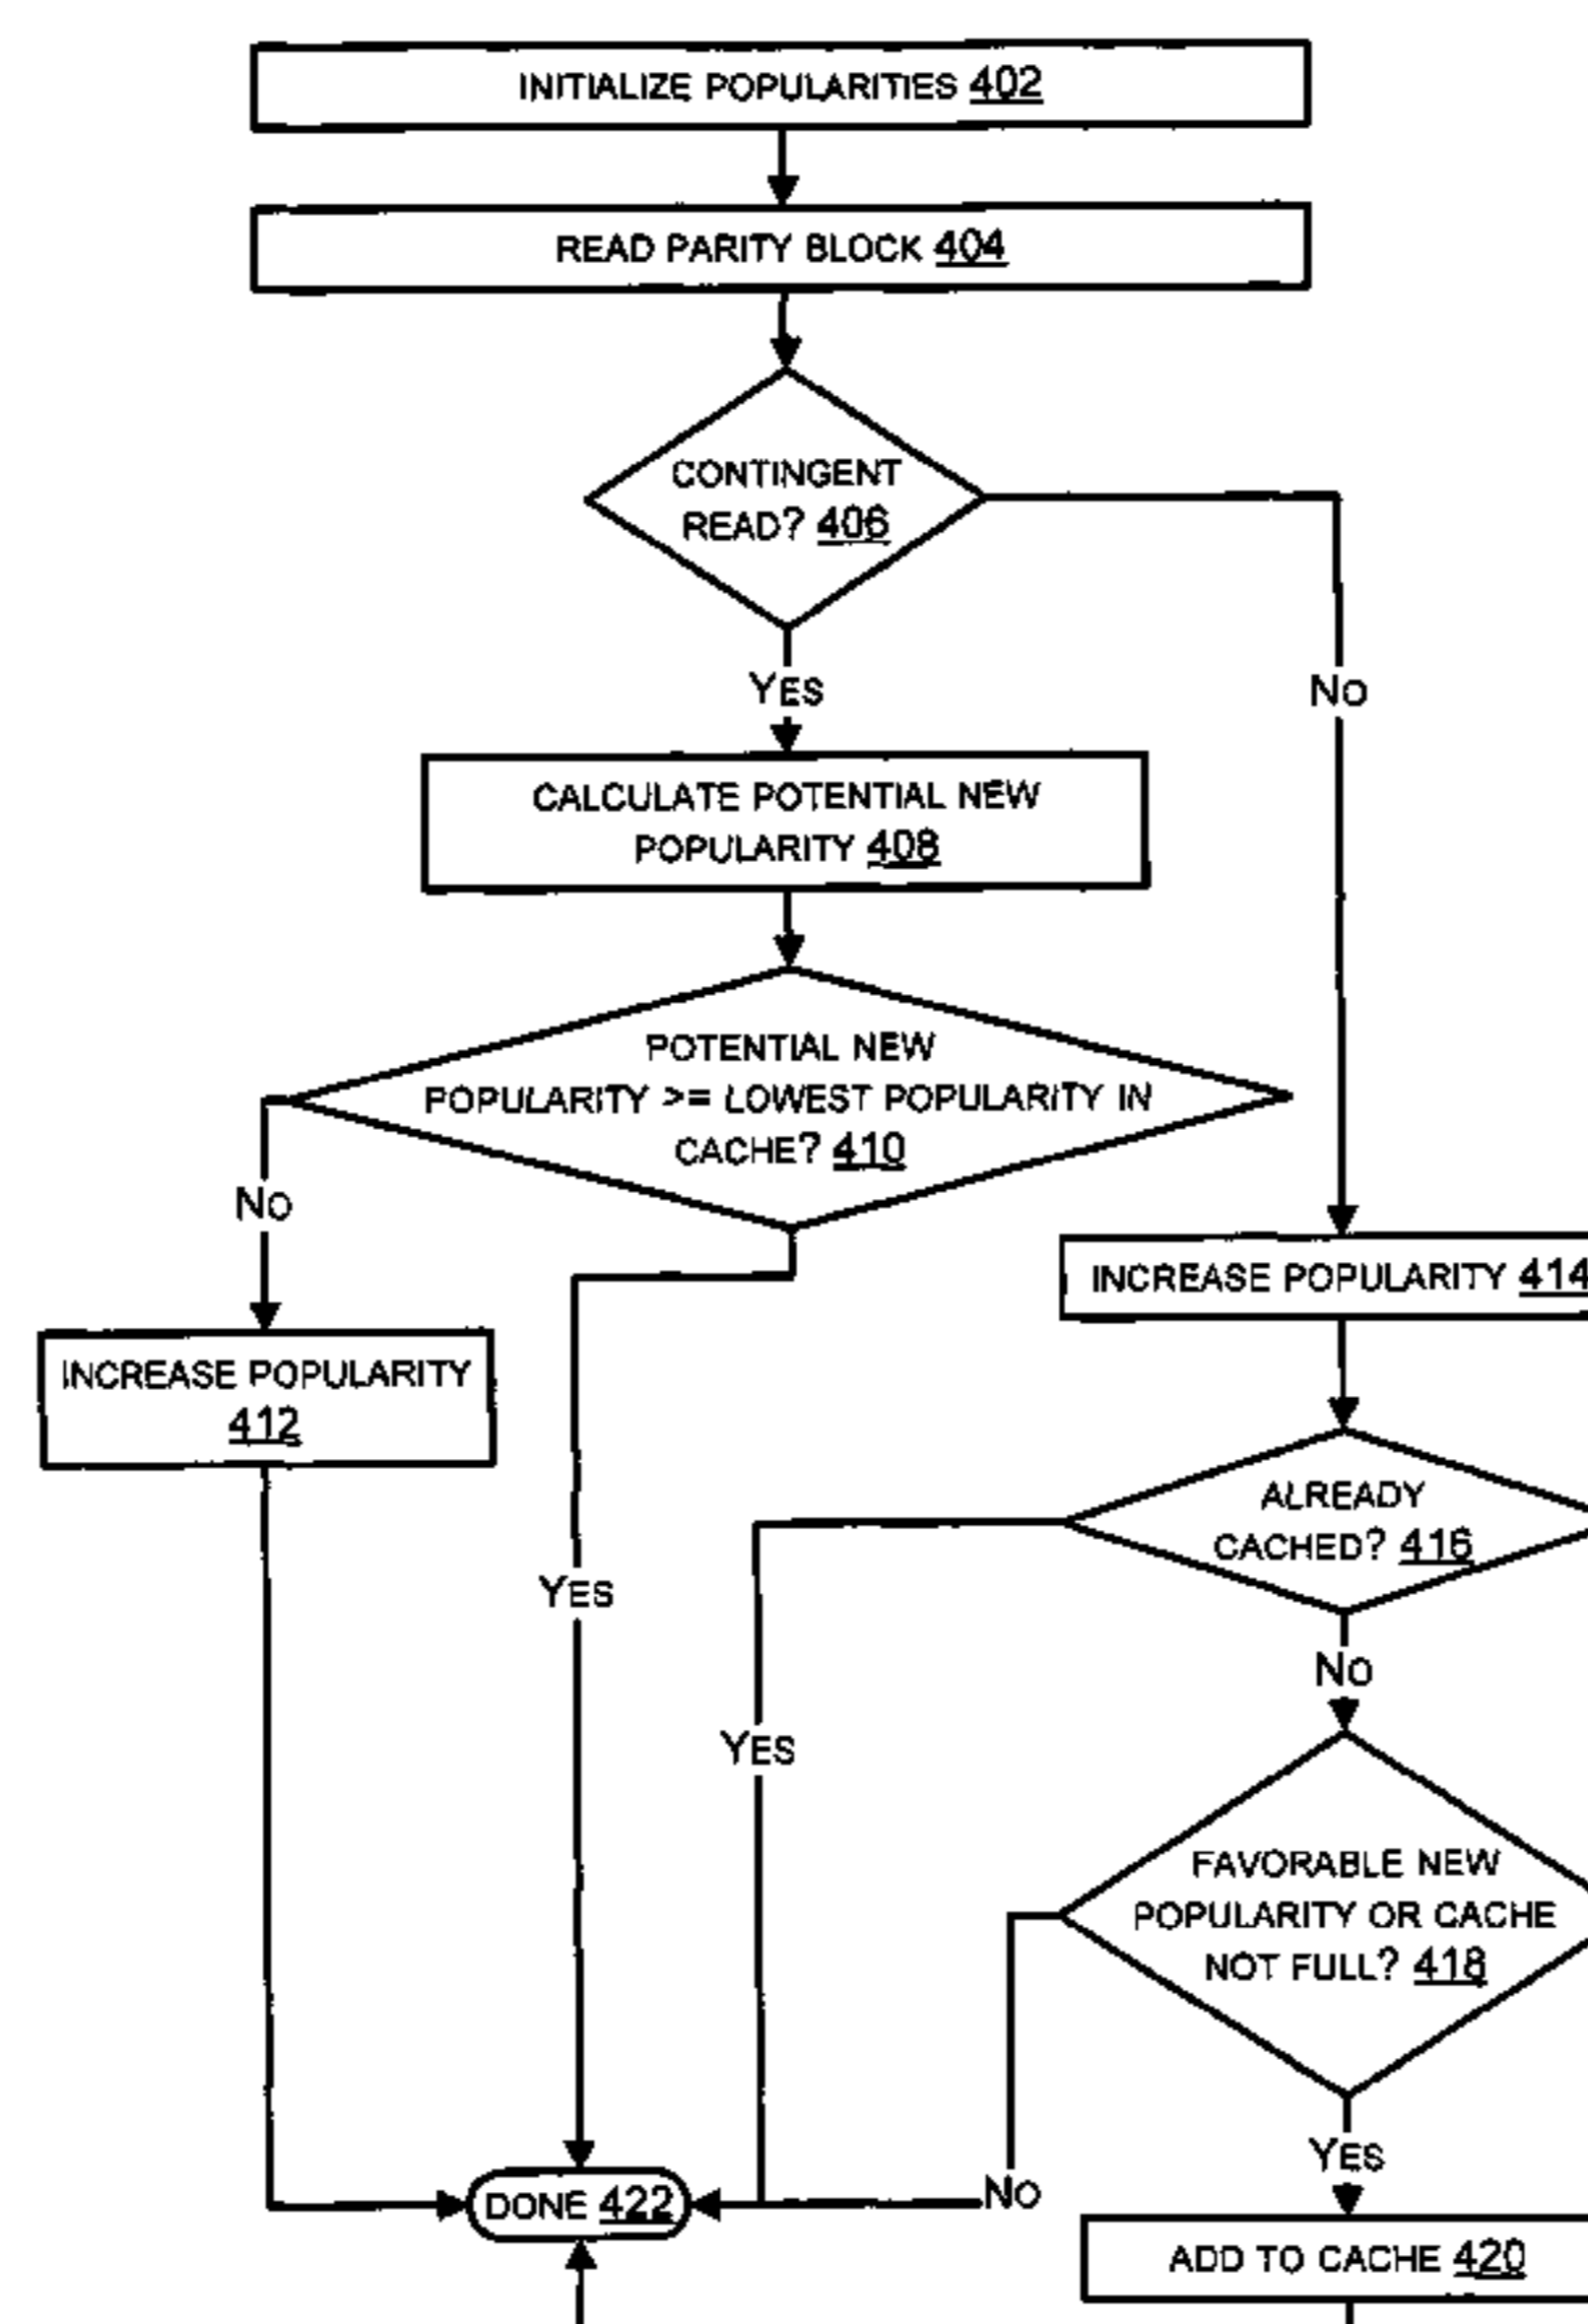 INITIALIZE POPULARITIES 402
READ PARITY BLOCK 404
CONTINGENT
READ? 406
YES
NO
CALCULATE POTENTIAL NEW
POPULARITY 408
POTENTIAL NEW
POPULARITY >= LOWEST POPULARITY IN
CACHE? 410
NO
INCREASE POPULARITY 414
INCREASE POPULARITY
412
ALREADY
CACHED? 416
YES
NO
YES
FAVORABLE NEW
POPULARITY OR CACHE
NOT FULL? 418
YES
NO
DONE 422
ADD TO CACHE 420